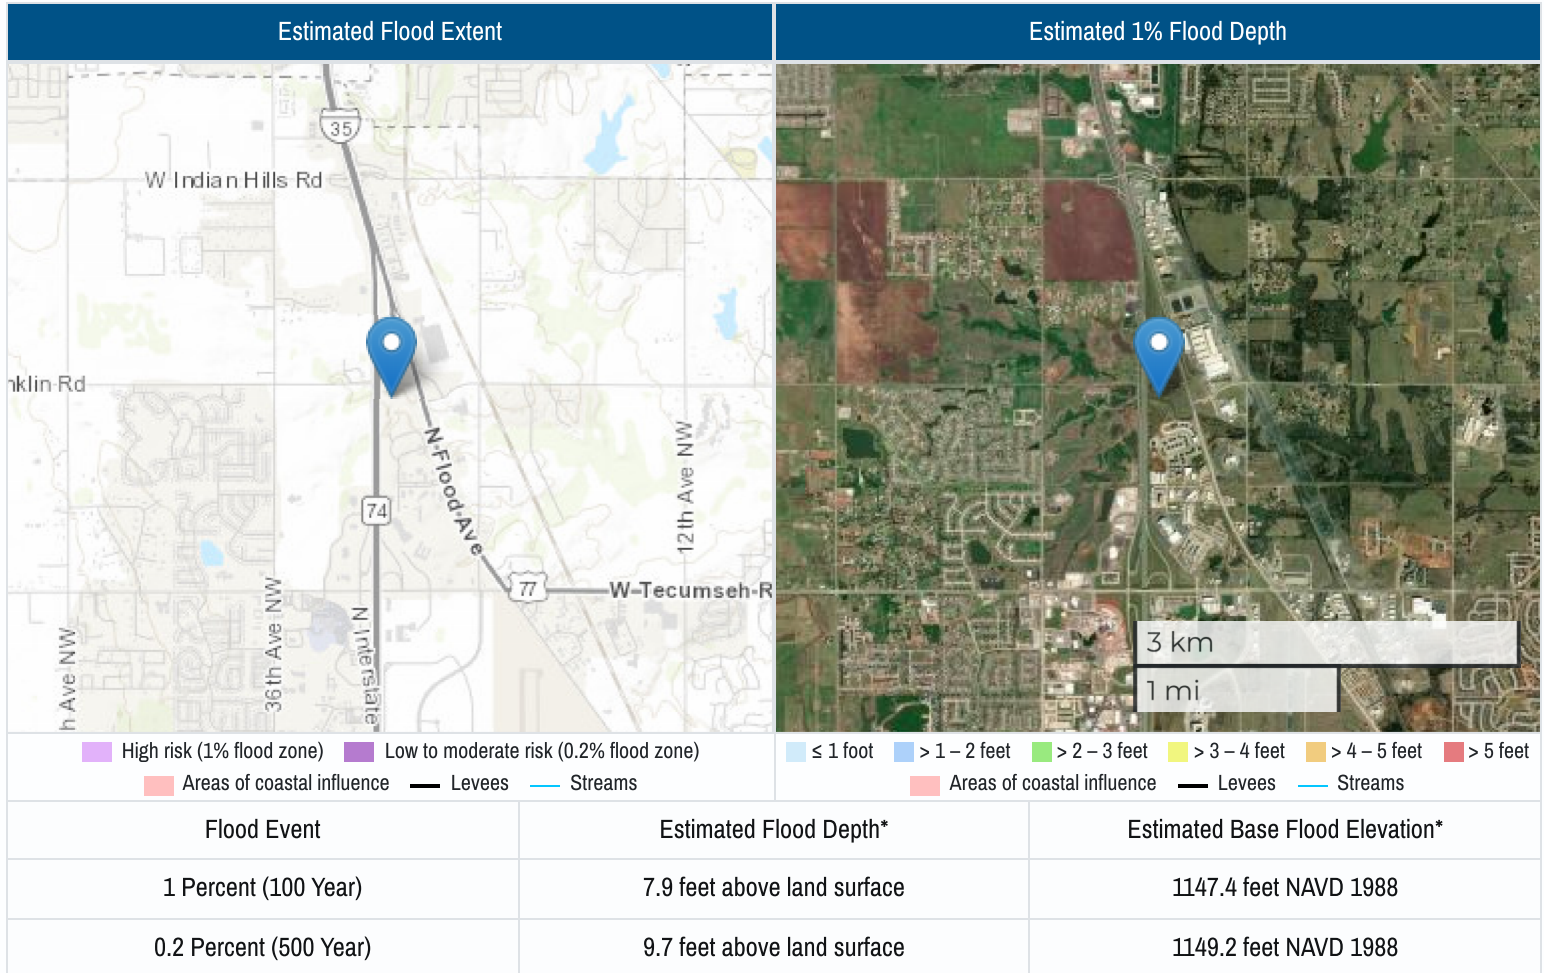 Estimated Flood Extent
Estimated 1% Flood Depth
35
W Indian Hills Rd
nklin Rd
N Flood Ave
12th Ave NW
74
77
W-Tecumseh-R
36th Ave NW
N Interstate
h Ave NW
3 km
1 mi
High risk (1% flood zone) Low to moderate risk (0.2% flood zone)
Areas of coastal influence Levees Streams
≤ 1 foot > 1 – 2 feet > 2 – 3 feet > 3 – 4 feet > 4 – 5 feet > 5 feet
Areas of coastal influence Levees Streams
Flood Event Estimated Flood Depth* Estimated Base Flood Elevation*
1 Percent (100 Year) 7.9 feet above land surface 1147.4 feet NAVD 1988
0.2 Percent (500 Year) 9.7 feet above land surface 1149.2 feet NAVD 1988